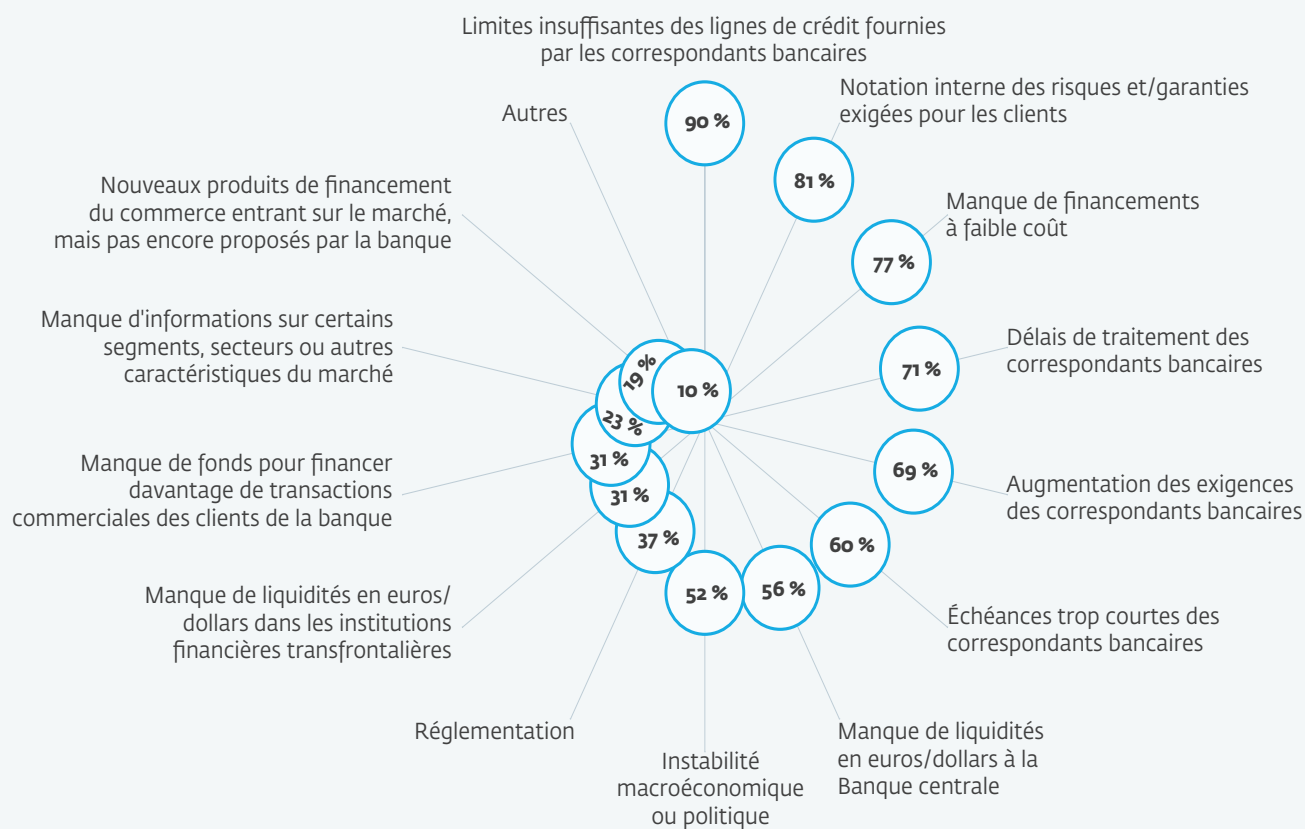 Limites insuffisantes des lignes de crédit fournies
par les correspondants bancaires
90 %
Notation interne des risques et/garanties
exigées pour les clients
81 %
Manque de financements
à faible coût
77 %
Délais de traitement des
correspondants bancaires
71 %
Augmentation des exigences
des correspondants bancaires
69 %
Échéances trop courtes des
correspondants bancaires
60 %
Manque de liquidités
en euros/dollars à la
Banque centrale
56 %
Instabilité
macroéconomique
ou politique
52 %
Réglementation
37 %
Manque de liquidités en euros/
dollars dans les institutions
financières transfrontalières
31 %
Manque de fonds pour financer
davantage de transactions
commerciales des clients de la banque
31 %
Manque d'informations sur certains
segments, secteurs ou autres
caractéristiques du marché
23 %
Nouveaux produits de financement
du commerce entrant sur le marché,
mais pas encore proposés par la banque
19 %
Autres
10 %